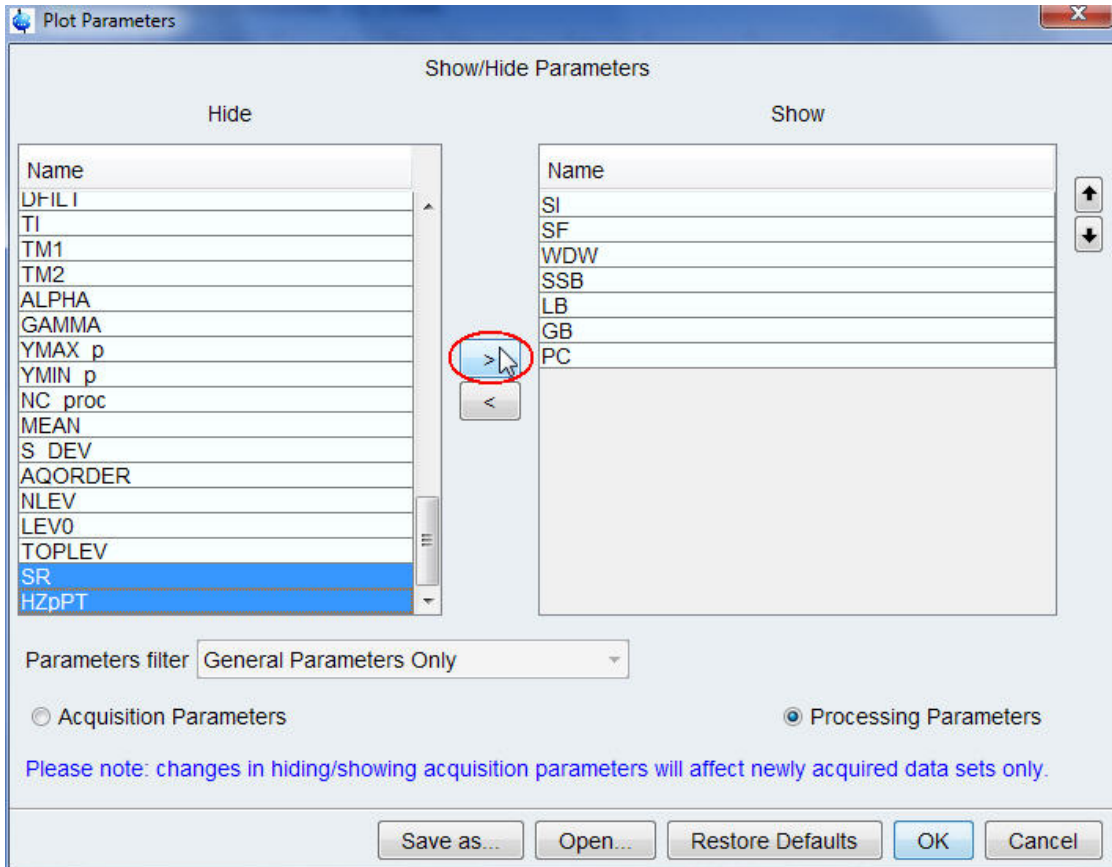 Plot Parameters
Show/Hide Parameters
Hide
Show
Name
DFILT
TI
TM1
TM2
ALPHA
GAMMA
YMAX_p
YMIN_p
NC_proc
MEAN
S_DEV
AQORDER
NLEV
LEV0
TOPLEV
SR
HZpPT
>
<
Name
SI
SF
WDW
SSB
LB
GB
PC
Parameters filter General Parameters Only
Acquisition Parameters
Processing Parameters
Please note: changes in hiding/showing acquisition parameters will affect newly acquired data sets only.
Save as... Open... Restore Defaults OK Cancel